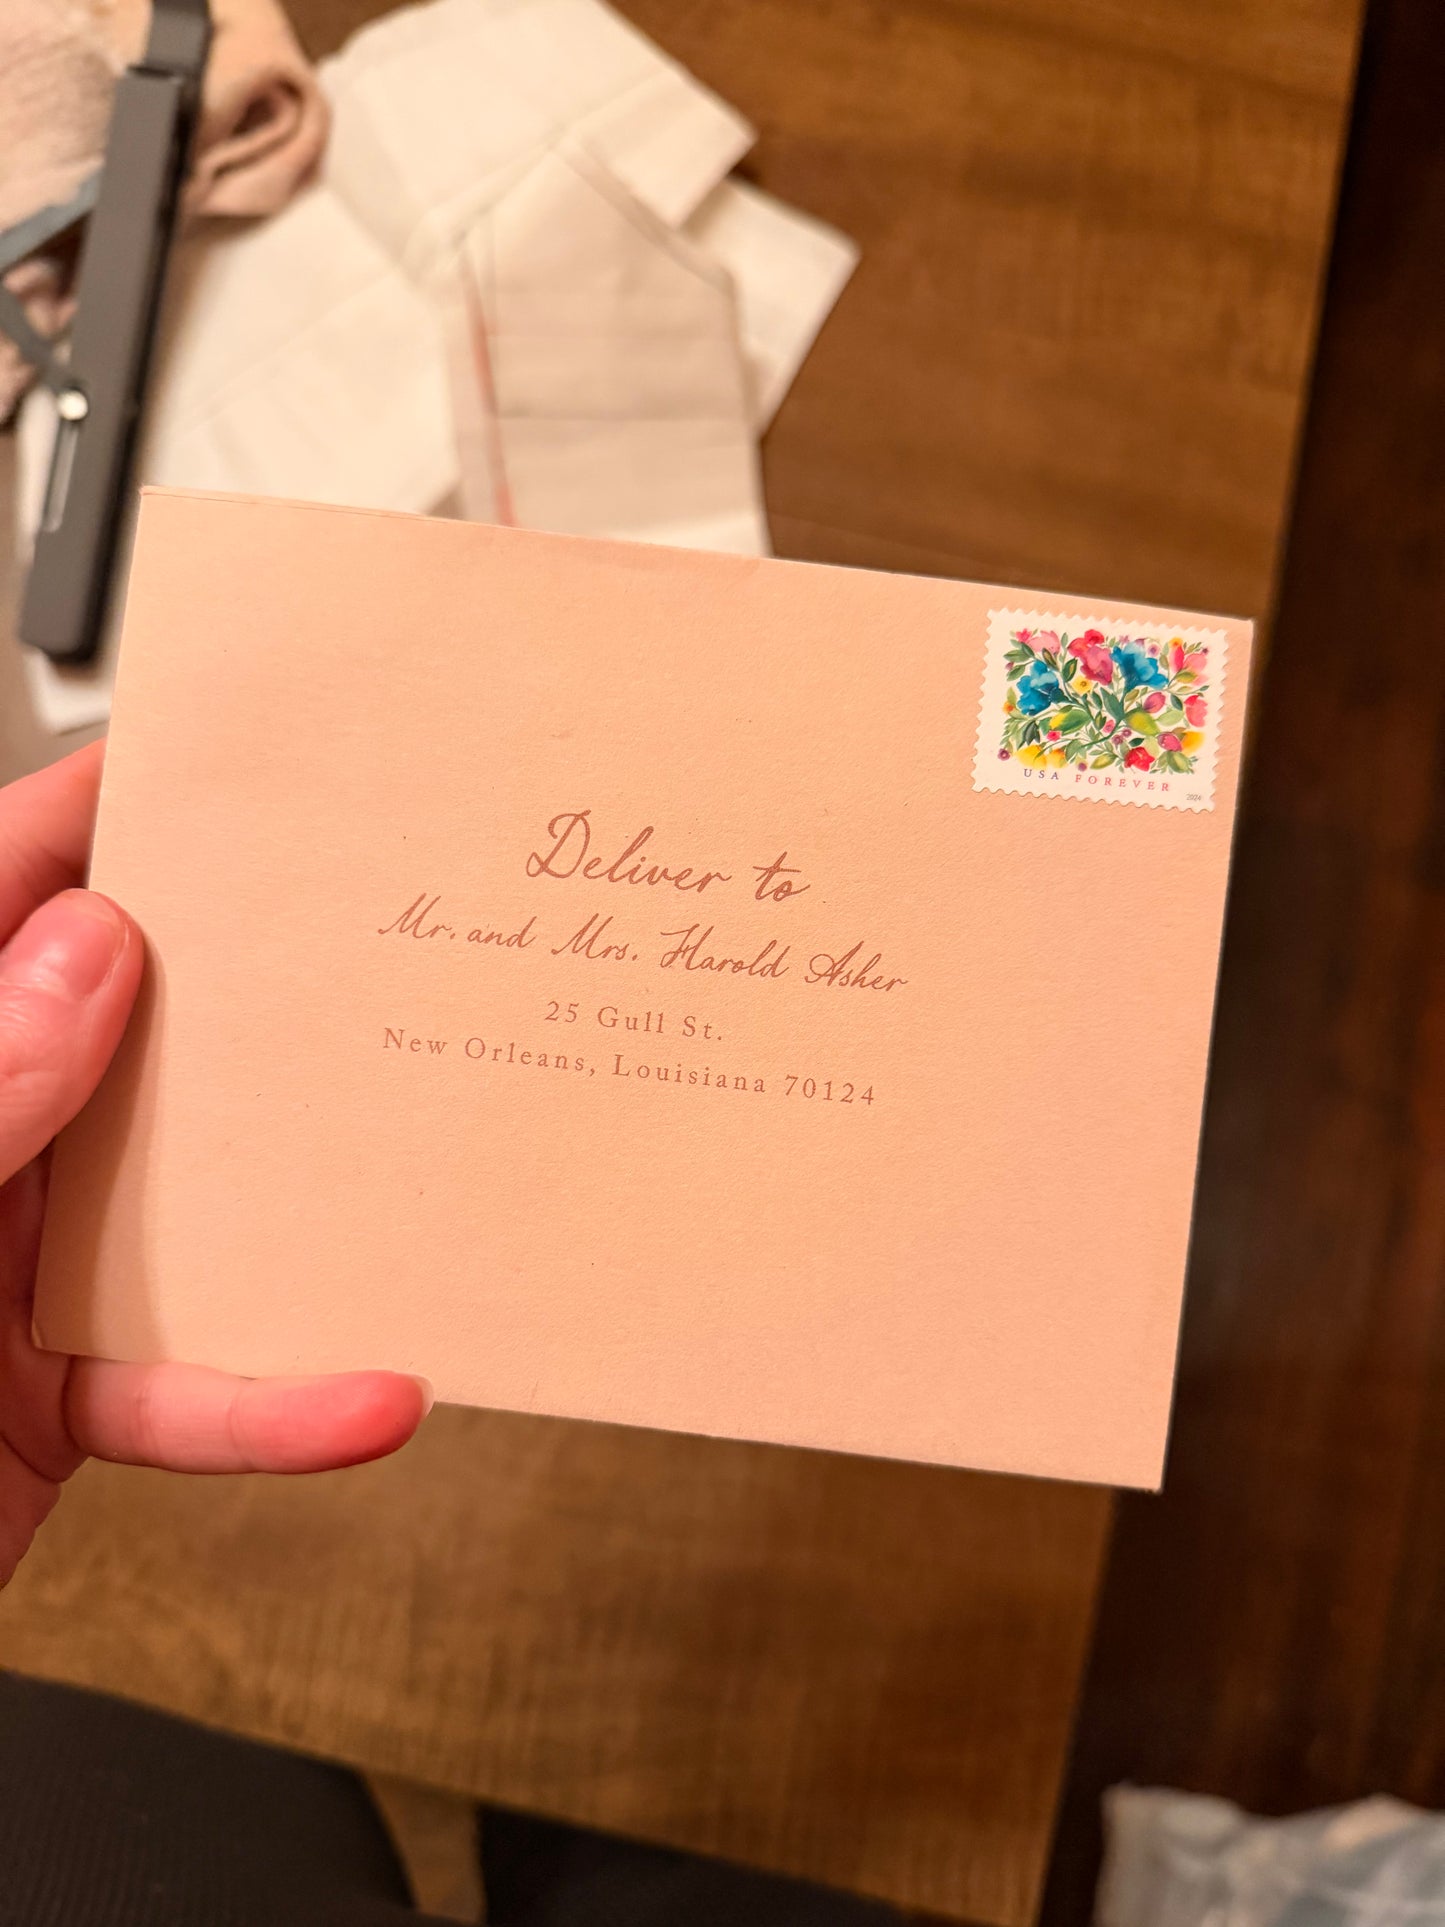 USA FOREVER
2024
Deliver to
Mr. and Mrs. Harold Asher
25 Gull St.
New Orleans, Louisiana 70124